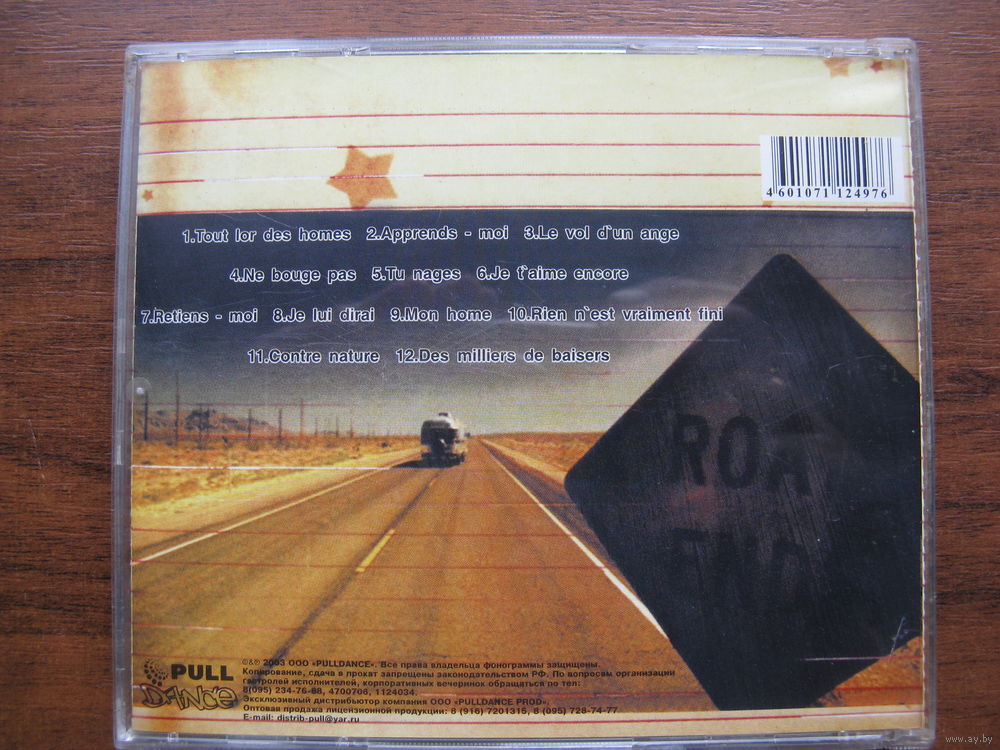 4 601071 124976
1.Tout lor des homes 2.Apprends - moi 3.Le vol d`un ange
4.Ne bouge pas 5.Tu nages 6.Je t`aime encore
7.Retiens - moi 8.Je lui dirai 9.Mon home 10.Rien n`est vraiment fini
11.Contre nature 12.Des milliers de baisers
ROA
END
PULL
DANCE
©&℗ 2003 ООО «PULLDANCE». Все права владельца фонограммы защищены.
Копирование, сдача в прокат запрещены законодательством РФ. По вопросам организации
гастролей исполнителей, корпоративных вечеринок обращаться по тел:
8(095) 234-76-88, 4700706, 1124034.
Эксклюзивный дистрибьютор компания ООО «PULLDANCE PROD».
Оптовая продажа лицензионной продукции: 8 (916) 7201315, 8 (095) 728-74-77
E-mail: distrib-pull@yar.ru
www.ay.by